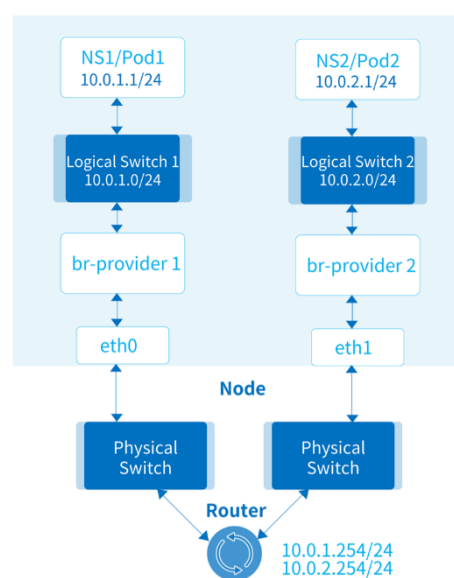 NS1/Pod1
10.0.1.1/24
NS2/Pod2
10.0.2.1/24
Logical Switch 1
10.0.1.0/24
Logical Switch 2
10.0.2.0/24
br-provider 1
br-provider 2
eth0
eth1
Node
Physical
Switch
Physical
Switch
Router
10.0.1.254/24
10.0.2.254/24